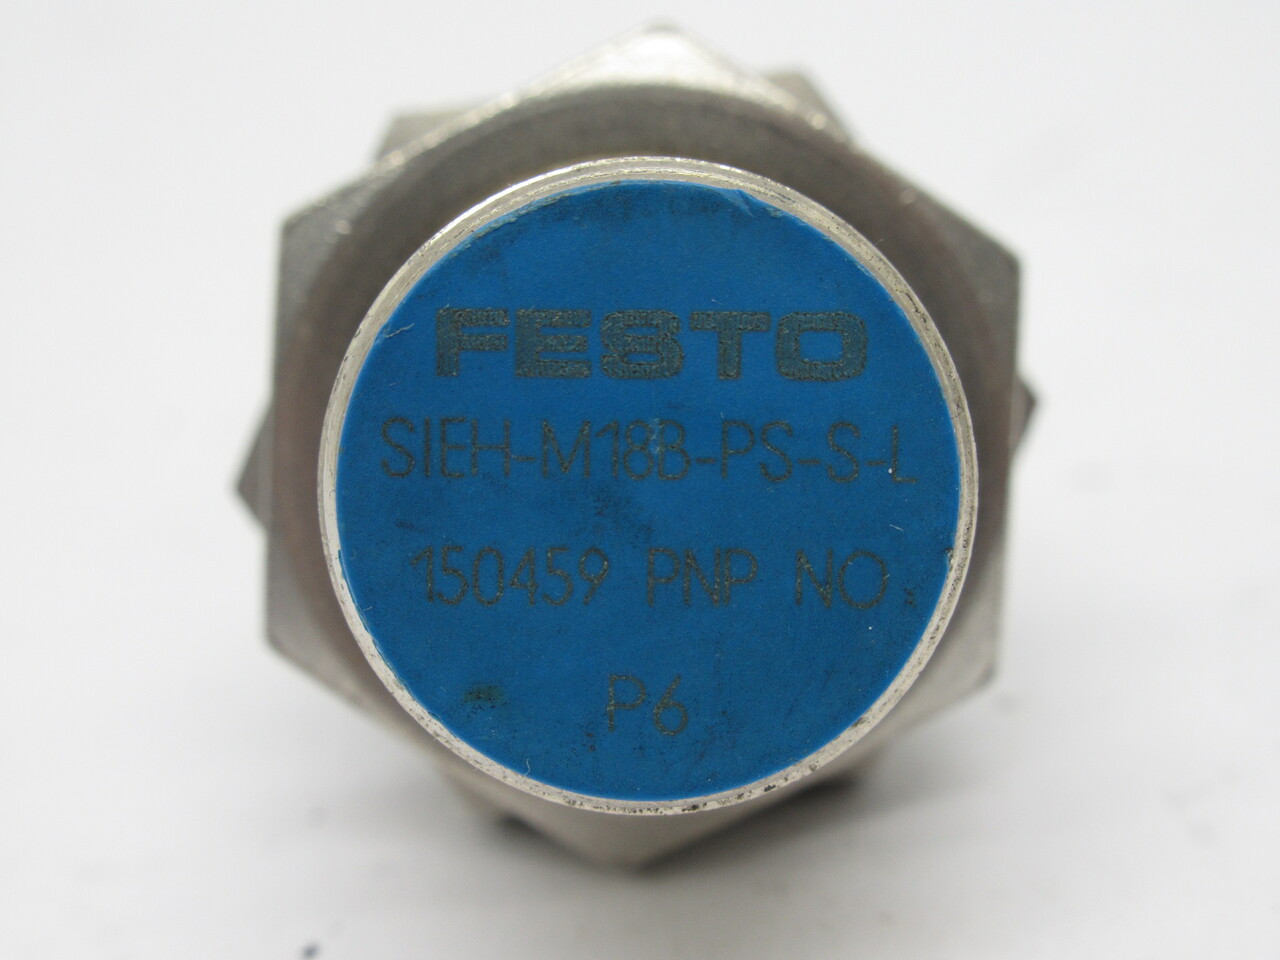 FESTO
SIEH-M18B-PS-S-L
150459 PNP NO
P6